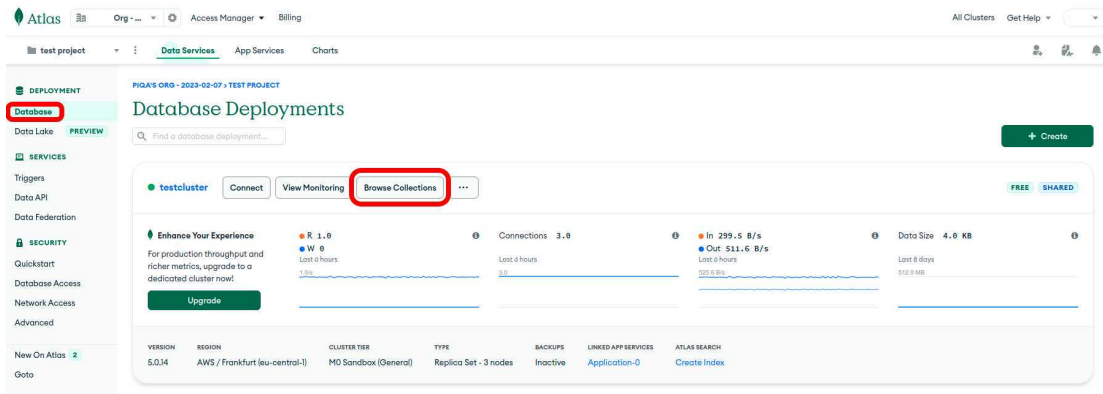 Atlas
Org - ...
Access Manager
Billing
All Clusters
Get Help
test project
Data Services
App Services
Charts
DEPLOYMENT
Database
Data Lake PREVIEW
SERVICES
Triggers
Data API
Data Federation
SECURITY
Quickstart
Database Access
Network Access
Advanced
New On Atlas 2
Goto
PIQA'S ORG - 2023-02-07 > TEST PROJECT
Database Deployments
Find a database deployment...
+ Create
testcluster
Connect
View Monitoring
Browse Collections
...
FREE
SHARED
Enhance Your Experience
For production throughput and
richer metrics, upgrade to a
dedicated cluster now!
Upgrade
R 1.0
W 0
Last 6 hours
1.0/s
Connections 3.0
Last 6 hours
3.0
In 299.5 B/s
Out 511.6 B/s
Last 6 hours
525.6 B/s
Data Size 4.0 KB
Last 8 days
512.0 MB
VERSION
5.0.14
REGION
AWS / Frankfurt (eu-central-1)
CLUSTER TIER
M0 Sandbox (General)
TYPE
Replica Set - 3 nodes
BACKUPS
Inactive
LINKED APP SERVICES
Application-0
ATLAS SEARCH
Create Index